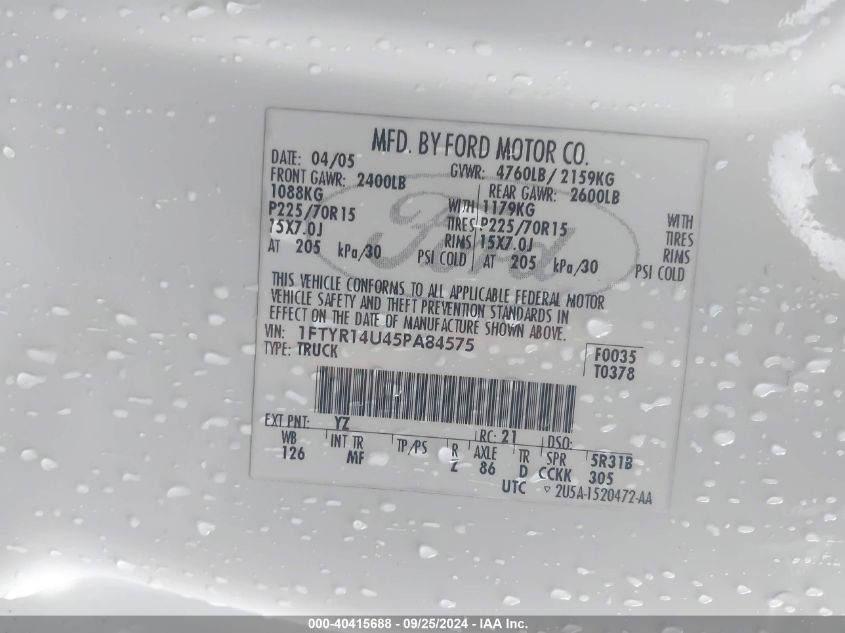 MFD. BY FORD MOTOR CO.
DATE: 04/05 GVWR: 4760LB/ 2159KG
FRONT GAWR: 2400LB REAR GAWR: 2600LB
1088KG WITH 1179KG WITH
P225/70R15 TIRES P225/70R15 TIRES
15X7.0J RIMS 15X7.0J RIMS
AT 205 kPa/30 PSI COLD AT 205 kPa/30 PSI COLD
Ford
THIS VEHICLE CONFORMS TO ALL APPLICABLE FEDERAL MOTOR
VEHICLE SAFETY AND THEFT PREVENTION STANDARDS IN
EFFECT ON THE DATE OF MANUFACTURE SHOWN ABOVE.
VIN: 1FTYR14U45PA84575
TYPE: TRUCK
F0035
T0378
EXT PNT: YZ RC: 21 DSO:
WB INT TR TP/PS R AXLE TR SPR 5R31B
126 MF Z 86 D CCKK 305
UTC ▽ 2U5A-1520472-AA
000-40415688 - 09/25/2024 - IAA Inc.